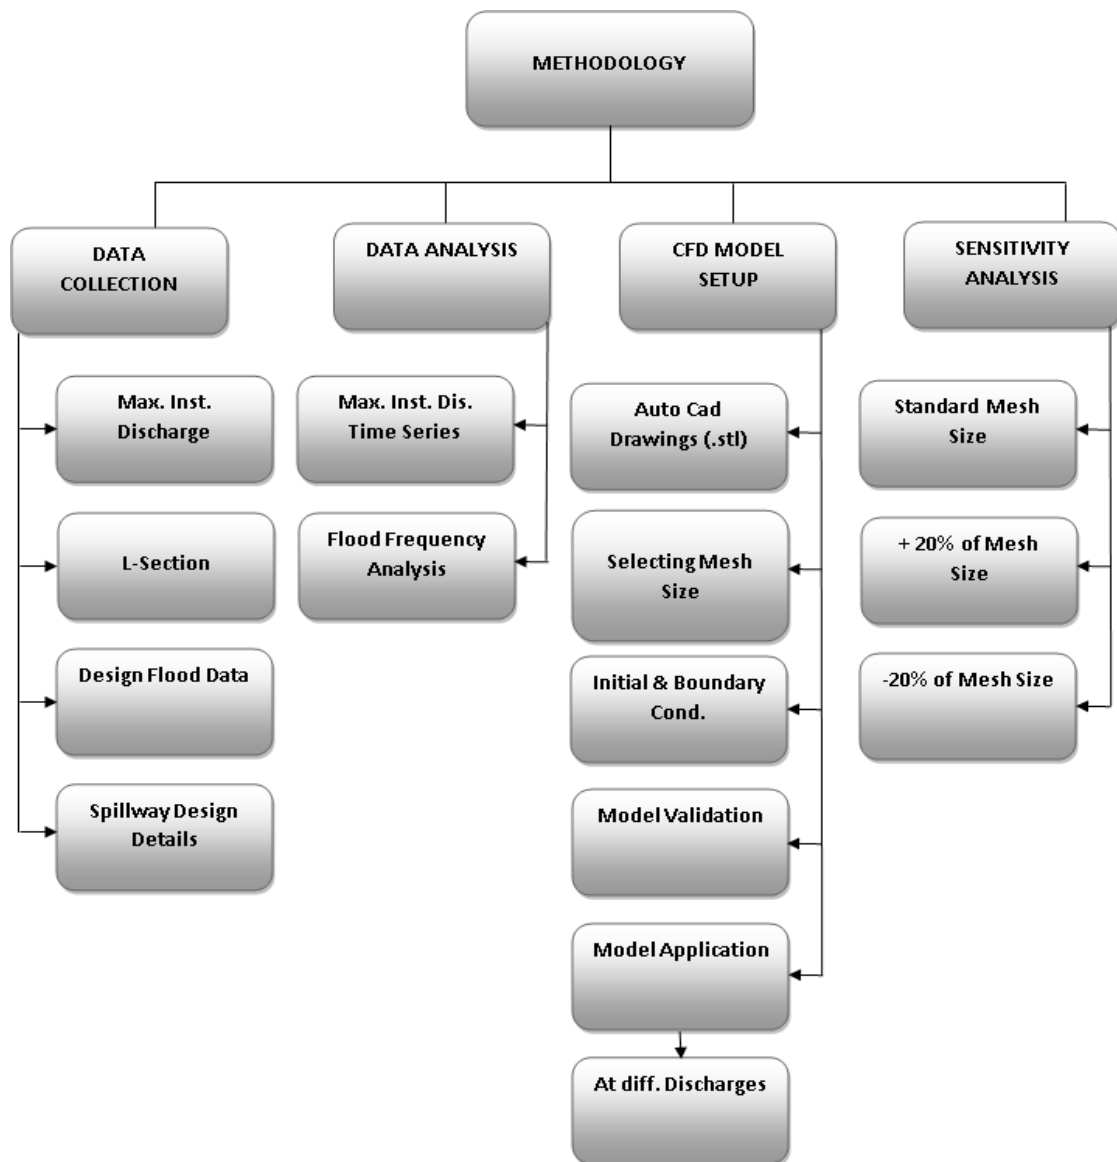 METHODOLOGY
DATA
COLLECTION
Max. Inst.
Discharge
L-Section
Design Flood Data
Spillway Design
Details
DATA ANALYSIS
Max. Inst. Dis.
Time Series
Flood Frequency
Analysis
CFD MODEL
SETUP
Auto Cad
Drawings (.stl)
Selecting Mesh
Size
Initial & Boundary
Cond.
Model Validation
Model Application
At diff. Discharges
SENSITIVITY
ANALYSIS
Standard Mesh
Size
+ 20% of Mesh
Size
-20% of Mesh Size